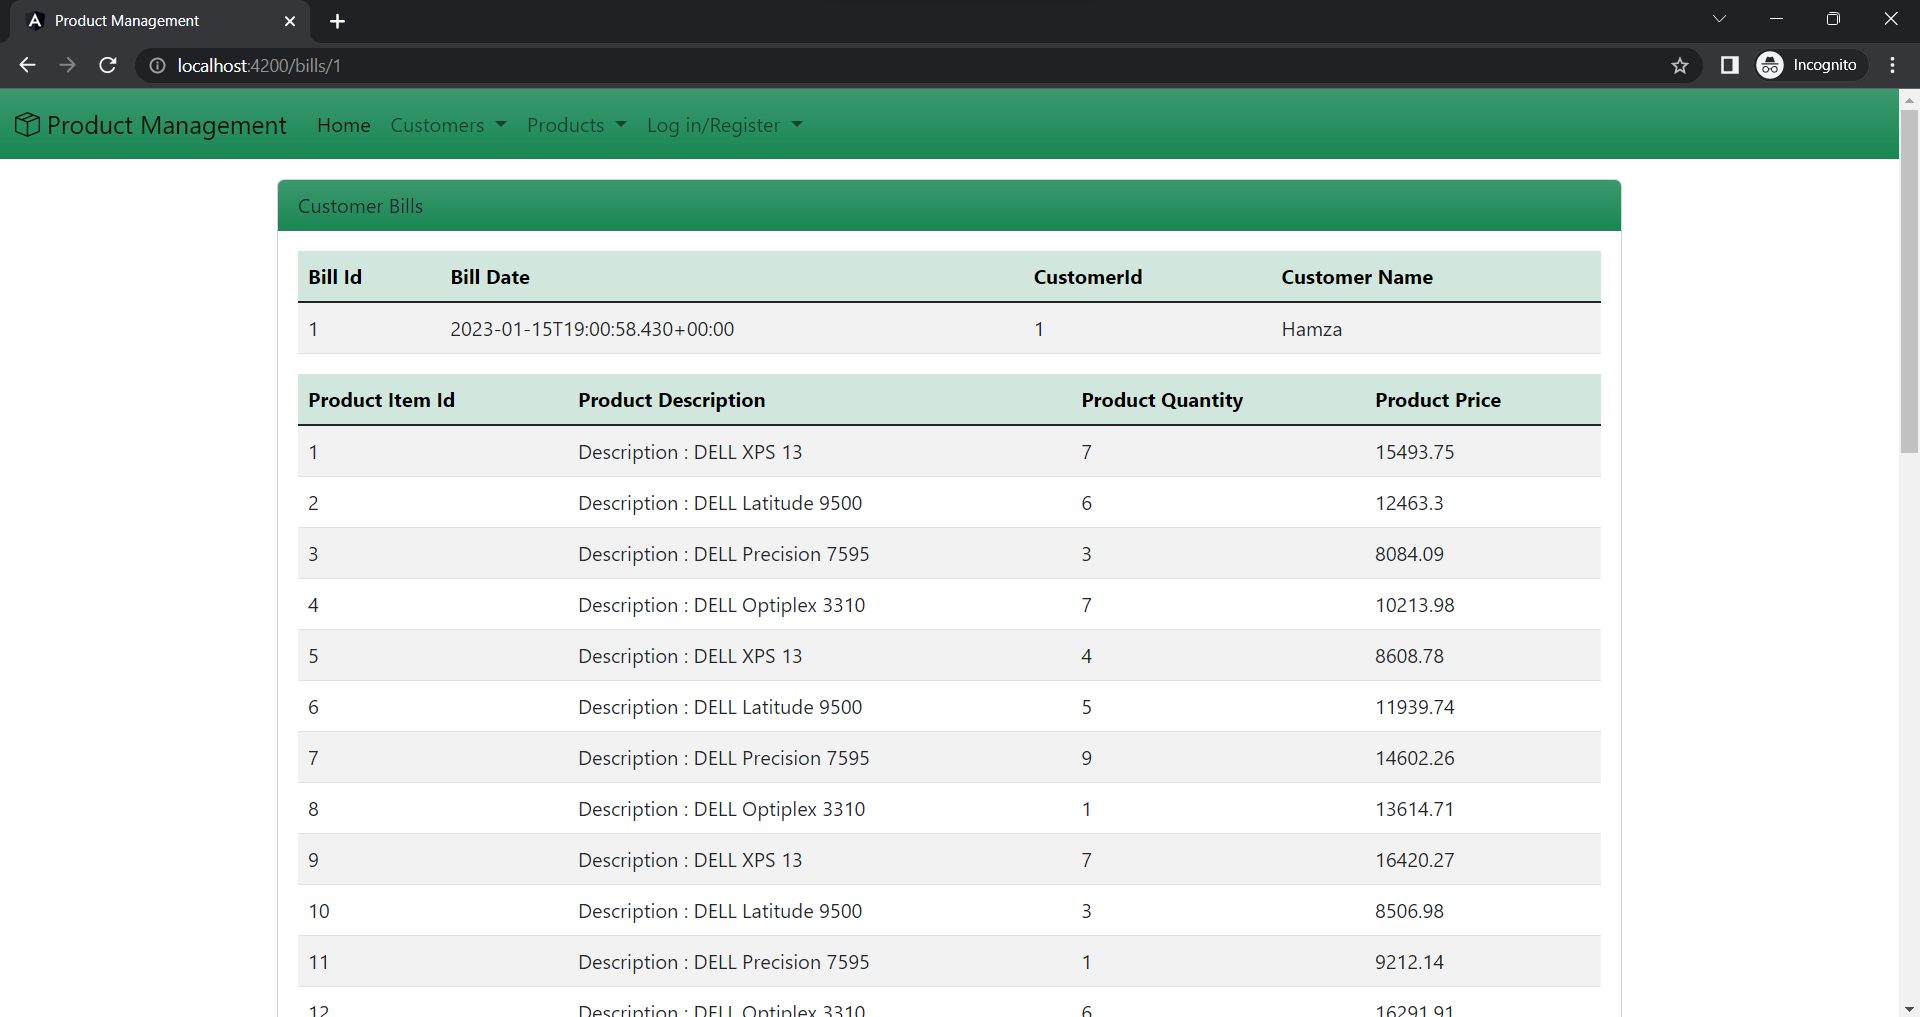 Product Management
localhost:4200/bills/1
Incognito
Product Management Home Customers Products Log in/Register
Customer Bills
Bill Id Bill Date CustomerId Customer Name
1 2023-01-15T19:00:58.430+00:00 1 Hamza
Product Item Id Product Description Product Quantity Product Price
1 Description : DELL XPS 13 7 15493.75
2 Description : DELL Latitude 9500 6 12463.3
3 Description : DELL Precision 7595 3 8084.09
4 Description : DELL Optiplex 3310 7 10213.98
5 Description : DELL XPS 13 4 8608.78
6 Description : DELL Latitude 9500 5 11939.74
7 Description : DELL Precision 7595 9 14602.26
8 Description : DELL Optiplex 3310 1 13614.71
9 Description : DELL XPS 13 7 16420.27
10 Description : DELL Latitude 9500 3 8506.98
11 Description : DELL Precision 7595 1 9212.14
12 Description : DELL Optiplex 3310 6 16291.91